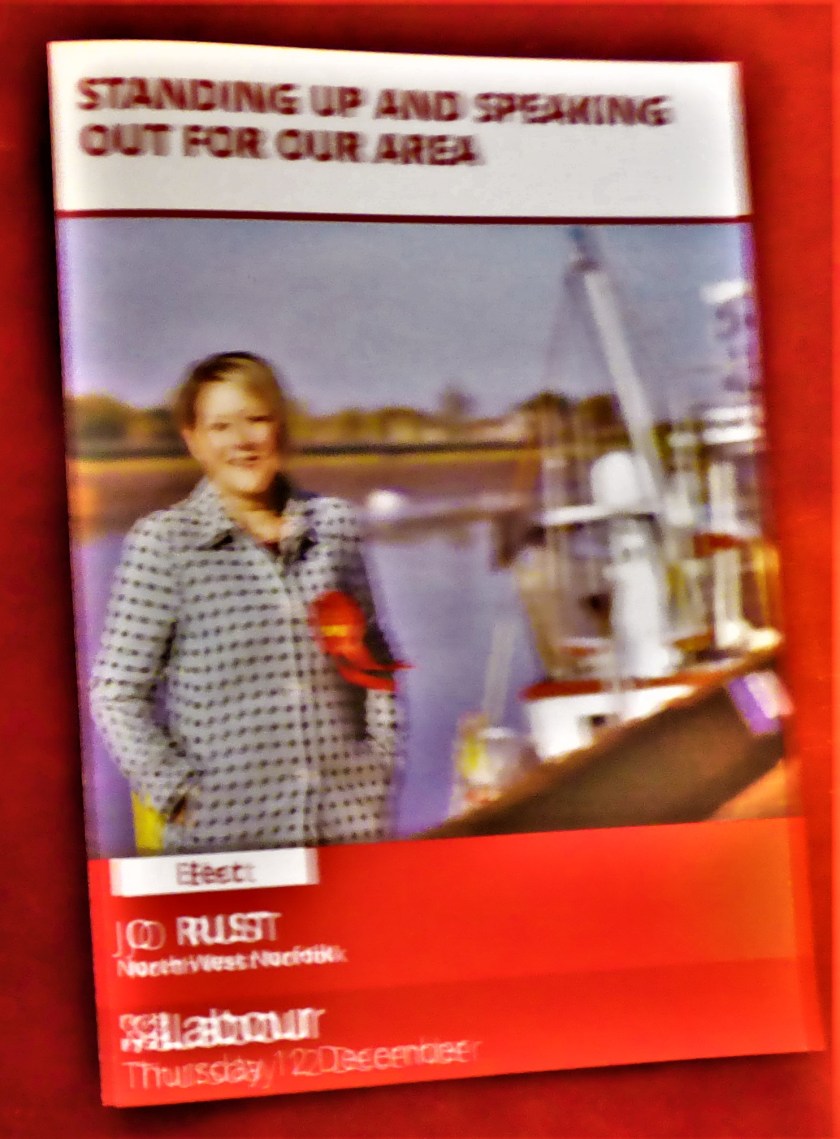 STANDING UP AND SPEAKING
OUT FOR OUR AREA
Elect
JO RUST
North West Norfolk
Labour
Thursday 12 December